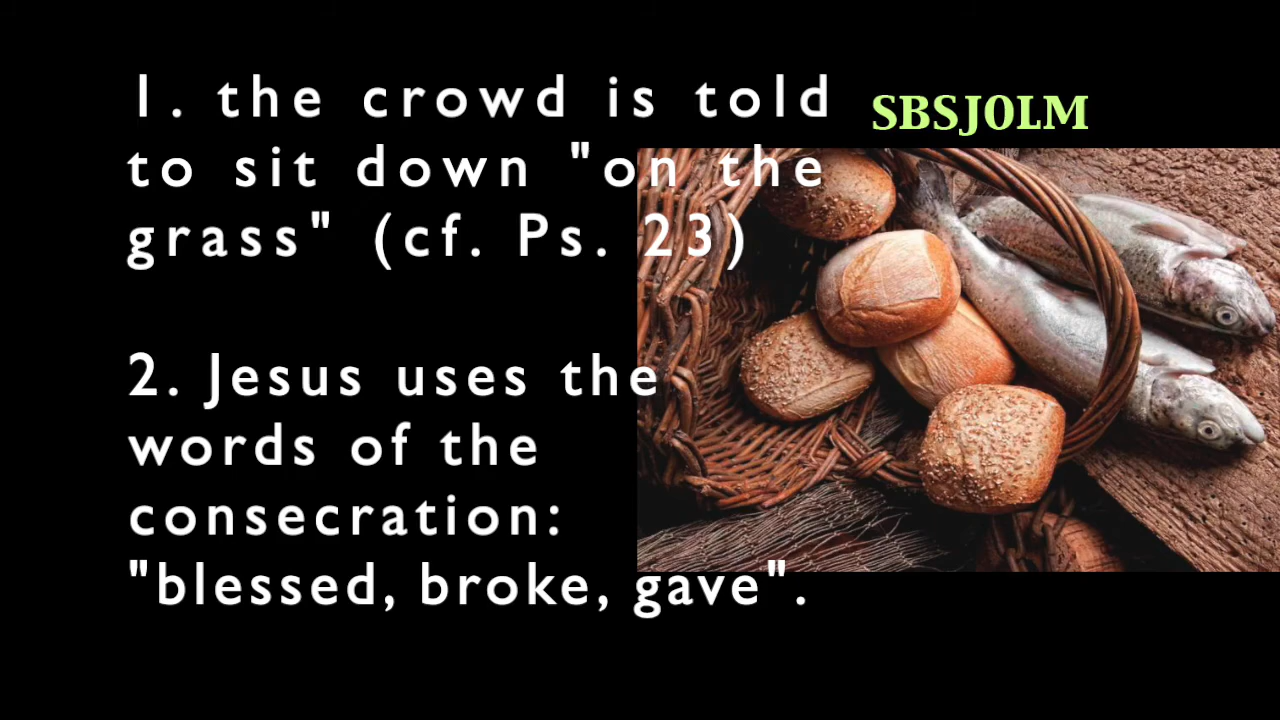 1. the crowd is told
to sit down "on the
grass" (cf. Ps. 23)
2. Jesus uses the
words of the
consecration:
"blessed, broke, gave".
SBSJOLM